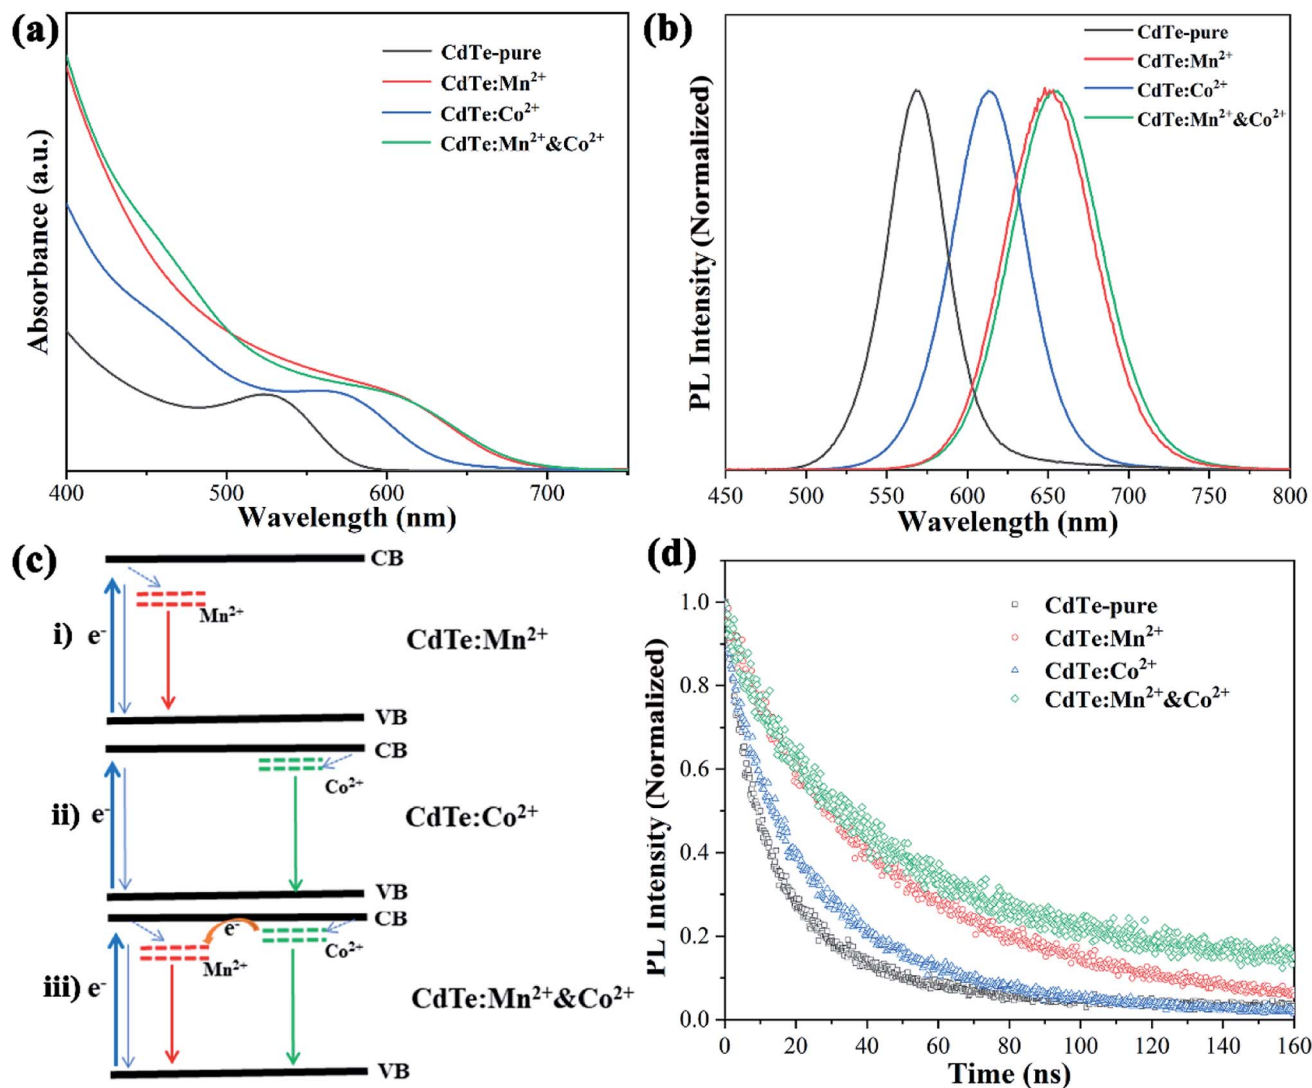 (a)
CdTe-pure
CdTe:Mn²⁺
CdTe:Co²⁺
CdTe:Mn²⁺&Co²⁺
Absorbance (a.u.)
400 500 600 700
Wavelength (nm)
(b)
CdTe-pure
CdTe:Mn²⁺
CdTe:Co²⁺
CdTe:Mn²⁺&Co²⁺
PL Intensity (Normalized)
450 500 550 600 650 700 750 800
Wavelength (nm)
(c)
CB
Mn²⁺
i) e⁻
CdTe:Mn²⁺
VB
CB
Co²⁺
ii) e⁻
CdTe:Co²⁺
VB
CB
e⁻
Mn²⁺
Co²⁺
iii) e⁻
CdTe:Mn²⁺&Co²⁺
VB
(d)
CdTe-pure
CdTe:Mn²⁺
CdTe:Co²⁺
CdTe:Mn²⁺&Co²⁺
PL Intensity (Normalized)
1.0
0.8
0.6
0.4
0.2
0.0
0 20 40 60 80 100 120 140 160
Time (ns)